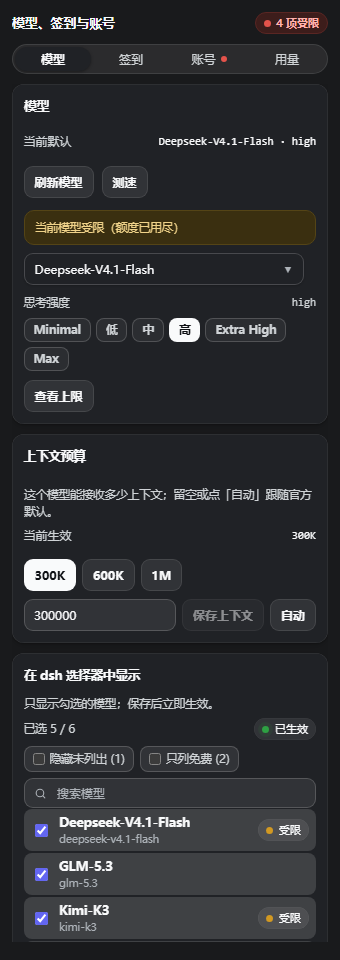 模型、签到与账号
4 项受限
模型
签到
账号
用量
模型
当前默认
Deepseek-V4.1-Flash · high
刷新模型
测速
当前模型受限（额度已用尽）
Deepseek-V4.1-Flash
思考强度
high
Minimal
低
中
高
Extra High
Max
查看上限
上下文预算
这个模型能接收多少上下文；留空或点「自动」跟随官方
默认。
当前生效
300K
300K
600K
1M
300000
保存上下文
自动
在 dsh 选择器中显示
只显示勾选的模型；保存后立即生效。
已选 5 / 6
已生效
隐藏未列出 (1)
只列免费 (2)
搜索模型
Deepseek-V4.1-Flash
deepseek-v4.1-flash
受限
GLM-5.3
glm-5.3
Kimi-K3
kimi-k3
受限